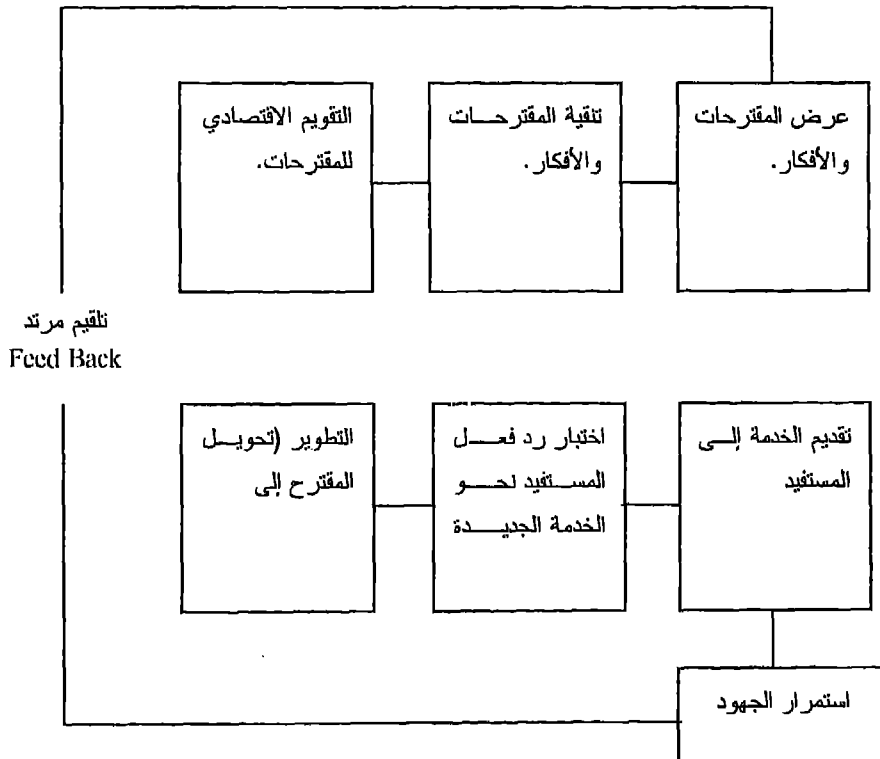 عرض المقترحات
والأفكار.
تنقية المقترحات
والأفكار.
التقويم الاقتصادي
للمقترحات.
تلقيم مرتد
Feed Back
التطوير (تحويل
المقترح إلى
اختبار رد فعل
المستفيد نحو
الخدمة الجديدة
تقديم الخدمة إلى
المستفيد
استمرار الجهود